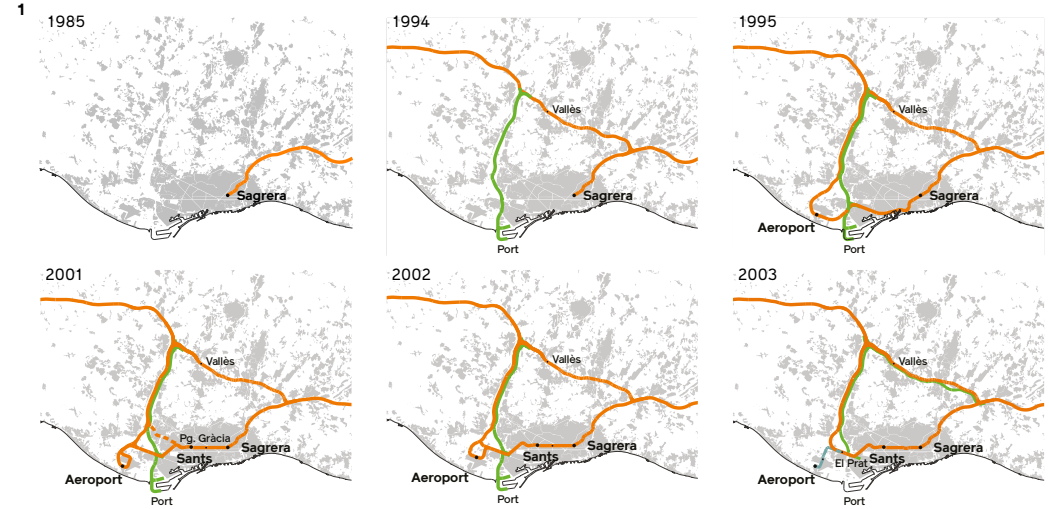 1
1985
Sagrera
1994
Vallès
Sagrera
Port
1995
Vallès
Sagrera
Aeroport
Port
2001
Vallès
Pg. Gràcia
Sagrera
Sants
Aeroport
Port
2002
Vallès
Sagrera
Sants
Aeroport
Port
2003
Vallès
Sagrera
Sants
El Prat
Aeroport
Port